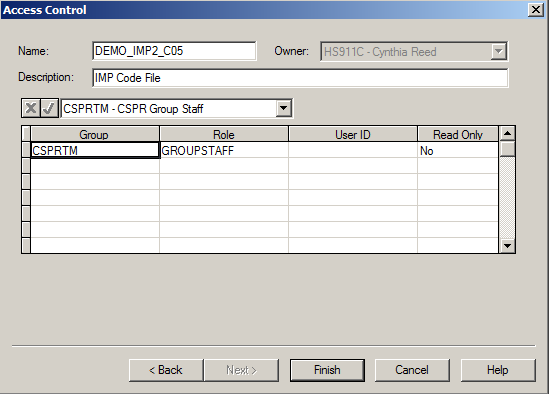 Access Control
Name: DEMO_IMP2_C05 Owner: HS911C - Cynthia Reed
Description: IMP Code File
CSPRTM - CSPR Group Staff
Group Role User ID Read Only
CSPRTM GROUPSTAFF No
< Back Next > Finish Cancel Help